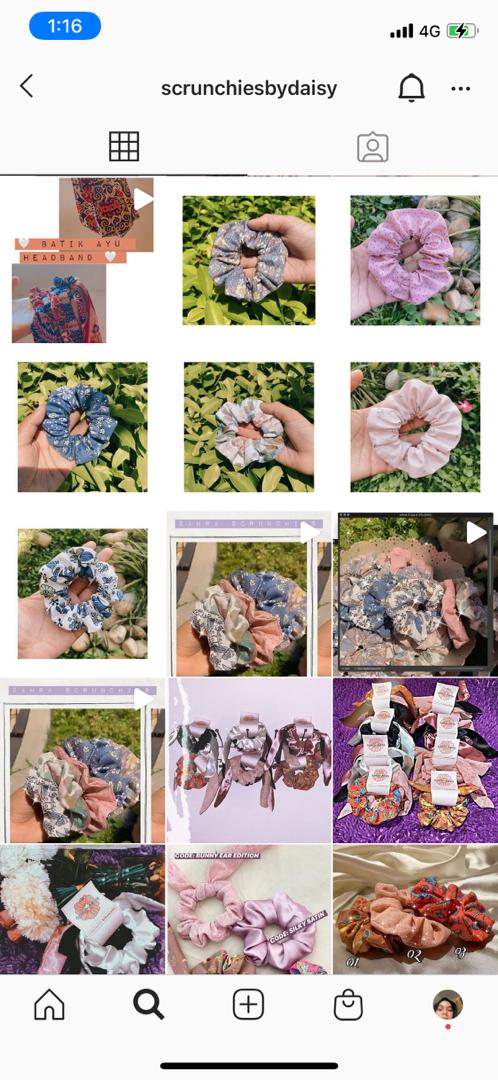 1:16
4G
scrunchiesbydaisy
🤍 BATIK AYU
HEADBAND 🤍
ZAHRA SCRUNCHIES
ZAHRA SCRUNCHIES
CODE: BUNNY EAR EDITION
CODE: SILKY SATIN
01
02
03